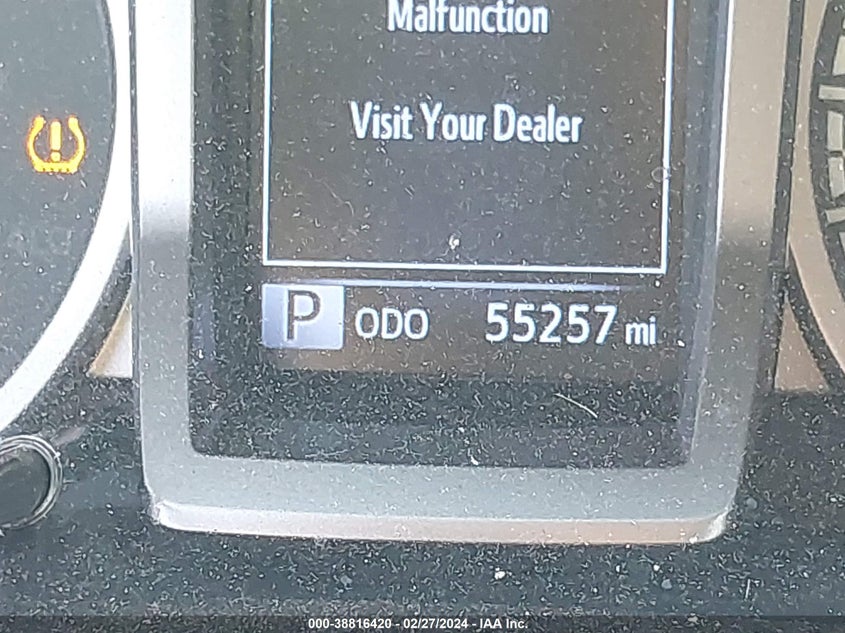 Malfunction
Visit Your Dealer
P ODO 55257 mi
000-38816420 - 02/27/2024 - IAA Inc.